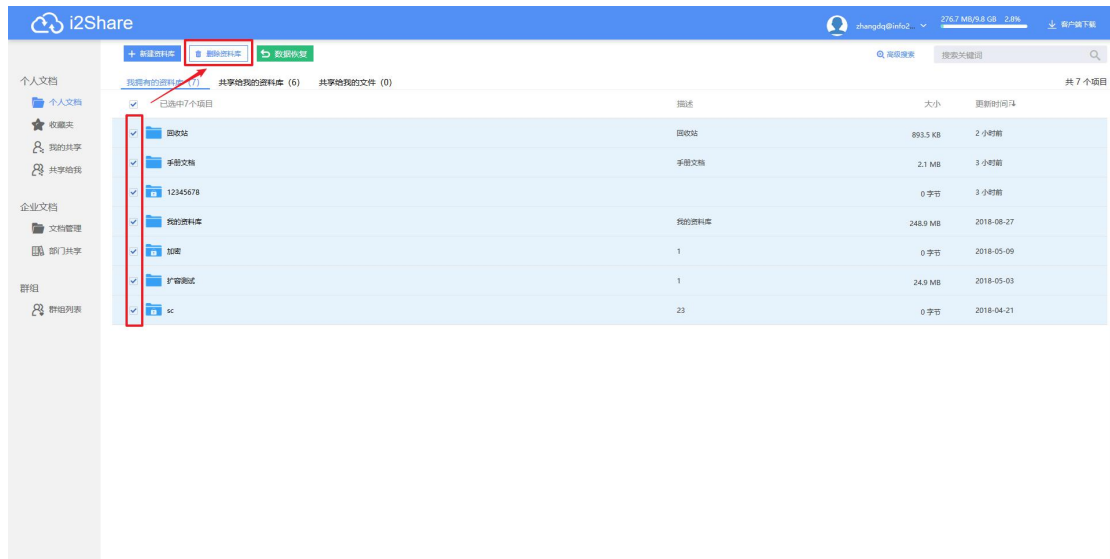 i2Share
zhangdq@info2... 276.7 MB/9.8 GB 2.8% 客户端下载
+ 新建资料库 删除资料库 数据恢复 高级搜索 搜索关键词
个人文档
个人文档
收藏夹
我的共享
共享给我
企业文档
文档管理
部门共享
群组
群组列表
我拥有的资料库 (7) 共享给我的资料库 (6) 共享给我的文件 (0) 共 7 个项目
已选中7个项目 描述 大小 更新时间
回收站 回收站 893.5 KB 2 小时前
手册文档 手册文档 2.1 MB 3 小时前
12345678 0 字节 3 小时前
我的资料库 我的资料库 248.9 MB 2018-08-27
加密 1 0 字节 2018-05-09
扩容测试 1 24.9 MB 2018-05-03
sc 23 0 字节 2018-04-21